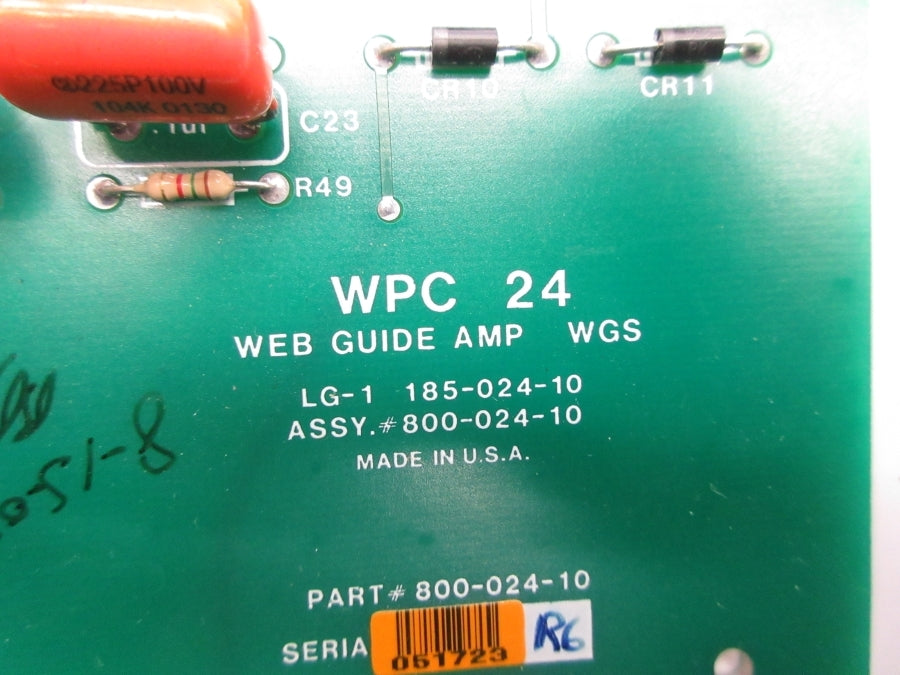 225P100V
104K 0130
.1uf
C23
CR10
CR11
R49
WPC 24
WEB GUIDE AMP WGS
LG-1 185-024-10
ASSY.#800-024-10
MADE IN U.S.A.
PART# 800-024-10
SERIA
051723
R6